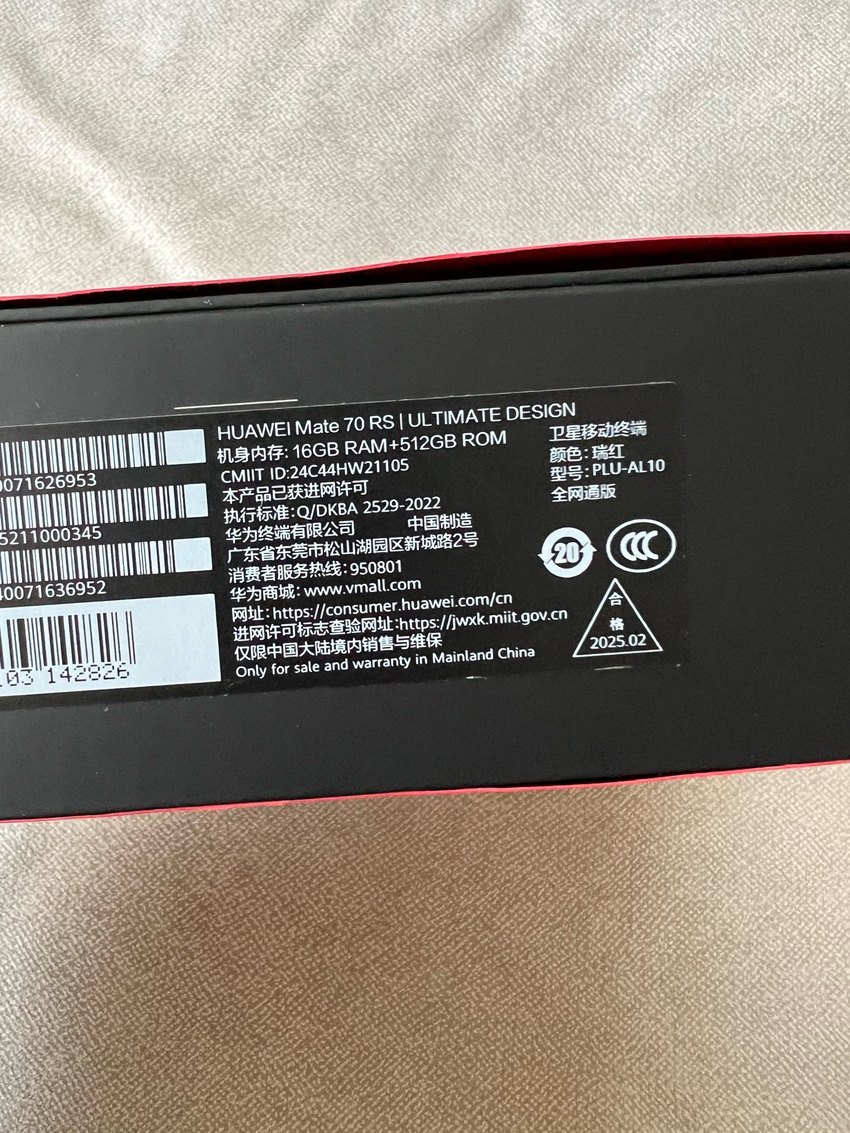 HUAWEI Mate 70 RS | ULTIMATE DESIGN
机身内存: 16GB RAM+512GB ROM
CMIIT ID:24C44HW21105
本产品已获进网许可
执行标准: Q/DKBA 2529-2022
华为终端有限公司 中国制造
广东省东莞市松山湖园区新城路2号
消费者服务热线: 950801
华为商城: www.vmall.com
网址: https://consumer.huawei.com/cn
进网许可标志查验网址:https://jwxk.miit.gov.cn
仅限中国大陆境内销售与维保
Only for sale and warranty in Mainland China
卫星移动终端
颜色: 瑞红
型号: PLU-AL10
全网通版
20
CCC
合
格
2025.02
0071626953
5211000345
40071636952
103 142826